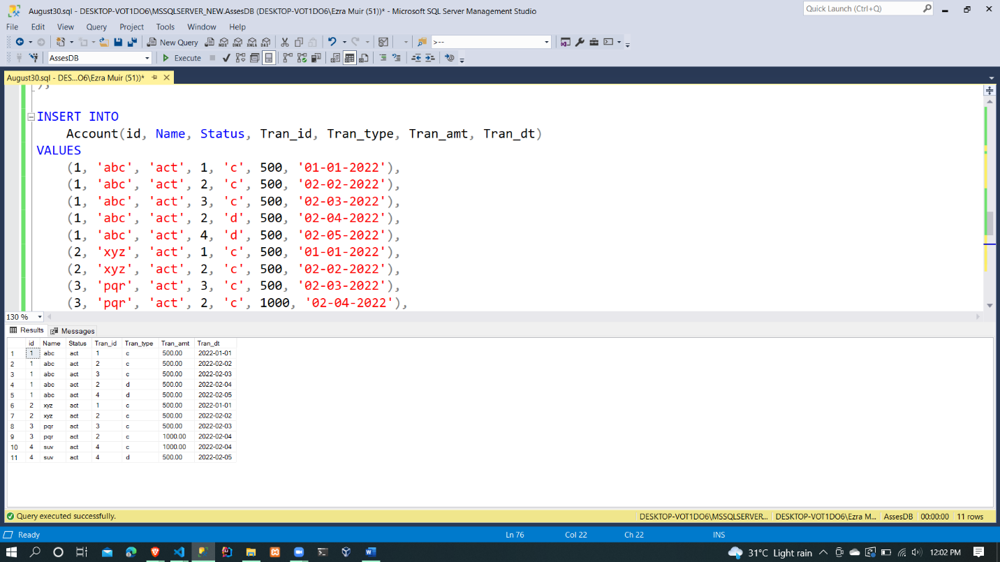 August30.sql - DESKTOP-VOT1DO6\MSSQLSERVER_NEW.AssesDB (DESKTOP-VOT1DO6\Ezra Muir (51))* - Microsoft SQL Server Management Studio
Quick Launch (Ctrl+Q)
File Edit View Query Project Tools Window Help
New Query MDX DMX XMLA DAX >--
AssesDB Execute
August30.sql - DES...O6\Ezra Muir (51))*
);
INSERT INTO
Account(id, Name, Status, Tran_id, Tran_type, Tran_amt, Tran_dt)
VALUES
(1, 'abc', 'act', 1, 'c', 500, '01-01-2022'),
(1, 'abc', 'act', 2, 'c', 500, '02-02-2022'),
(1, 'abc', 'act', 3, 'c', 500, '02-03-2022'),
(1, 'abc', 'act', 2, 'd', 500, '02-04-2022'),
(1, 'abc', 'act', 4, 'd', 500, '02-05-2022'),
(2, 'xyz', 'act', 1, 'c', 500, '01-01-2022'),
(2, 'xyz', 'act', 2, 'c', 500, '02-02-2022'),
(3, 'pqr', 'act', 3, 'c', 500, '02-03-2022'),
(3, 'pqr', 'act', 2, 'c', 1000, '02-04-2022'),
130 %
Results Messages
id Name Status Tran_id Tran_type Tran_amt Tran_dt
1 1 abc act 1 c 500.00 2022-01-01
2 1 abc act 2 c 500.00 2022-02-02
3 1 abc act 3 c 500.00 2022-02-03
4 1 abc act 2 d 500.00 2022-02-04
5 1 abc act 4 d 500.00 2022-02-05
6 2 xyz act 1 c 500.00 2022-01-01
7 2 xyz act 2 c 500.00 2022-02-02
8 3 pqr act 3 c 500.00 2022-02-03
9 3 pqr act 2 c 1000.00 2022-02-04
10 4 suv act 4 c 1000.00 2022-02-04
11 4 suv act 4 d 500.00 2022-02-05
Query executed successfully. DESKTOP-VOT1DO6\MSSQLSERVER... DESKTOP-VOT1DO6\Ezra M... AssesDB 00:00:00 11 rows
Ready Ln 76 Col 22 Ch 22 INS
31°C Light rain 12:02 PM